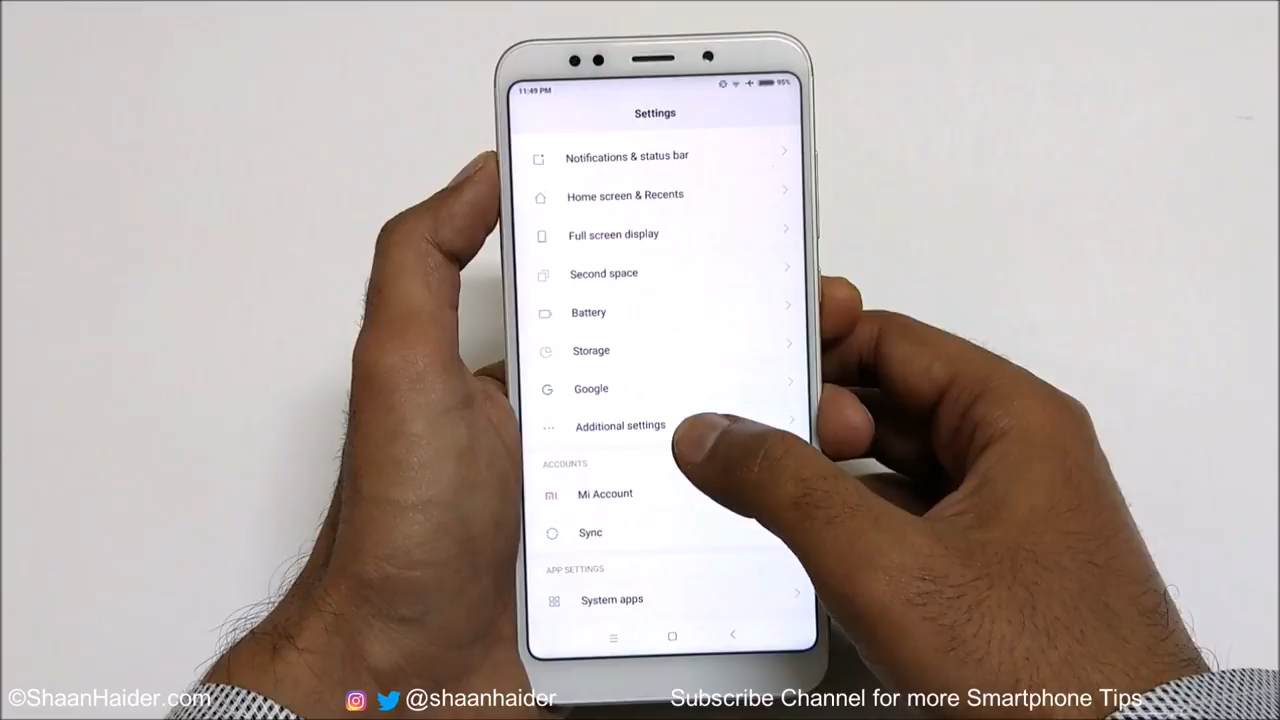 11:49 PM
95%
Settings
Notifications & status bar
Home screen & Recents
Full screen display
Second space
Battery
Storage
Google
Additional settings
ACCOUNTS
Mi Account
Sync
APP SETTINGS
System apps
©ShaanHaider.com
@shaanhaider
Subscribe Channel for more Smartphone Tips